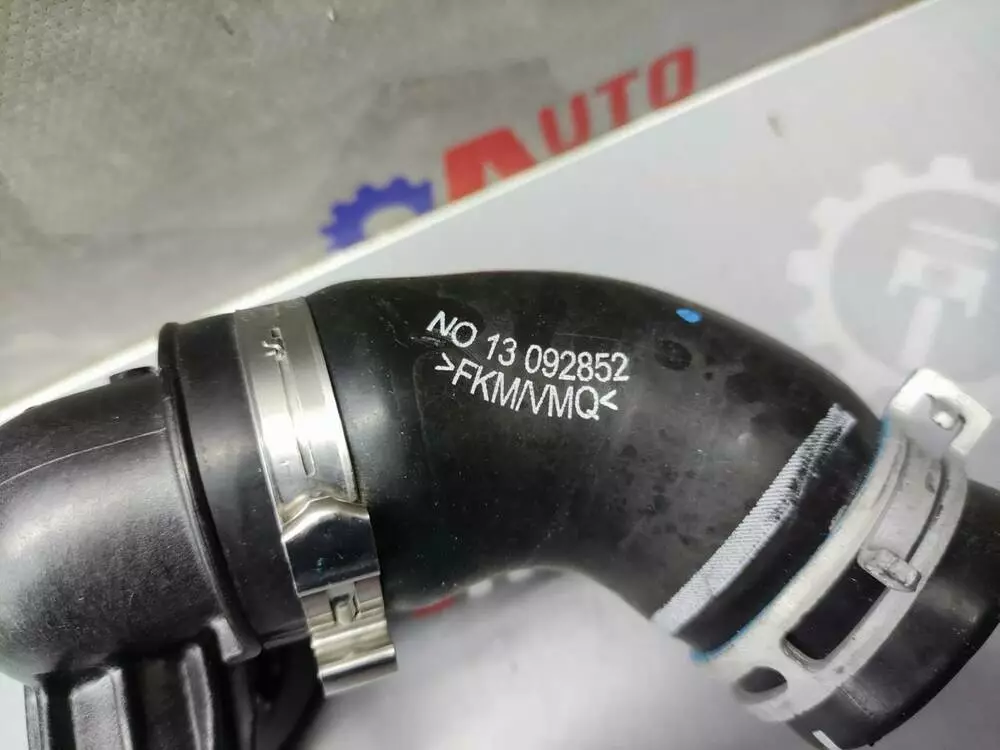 AUTO
NO 13 092852
>FKM/VMQ<